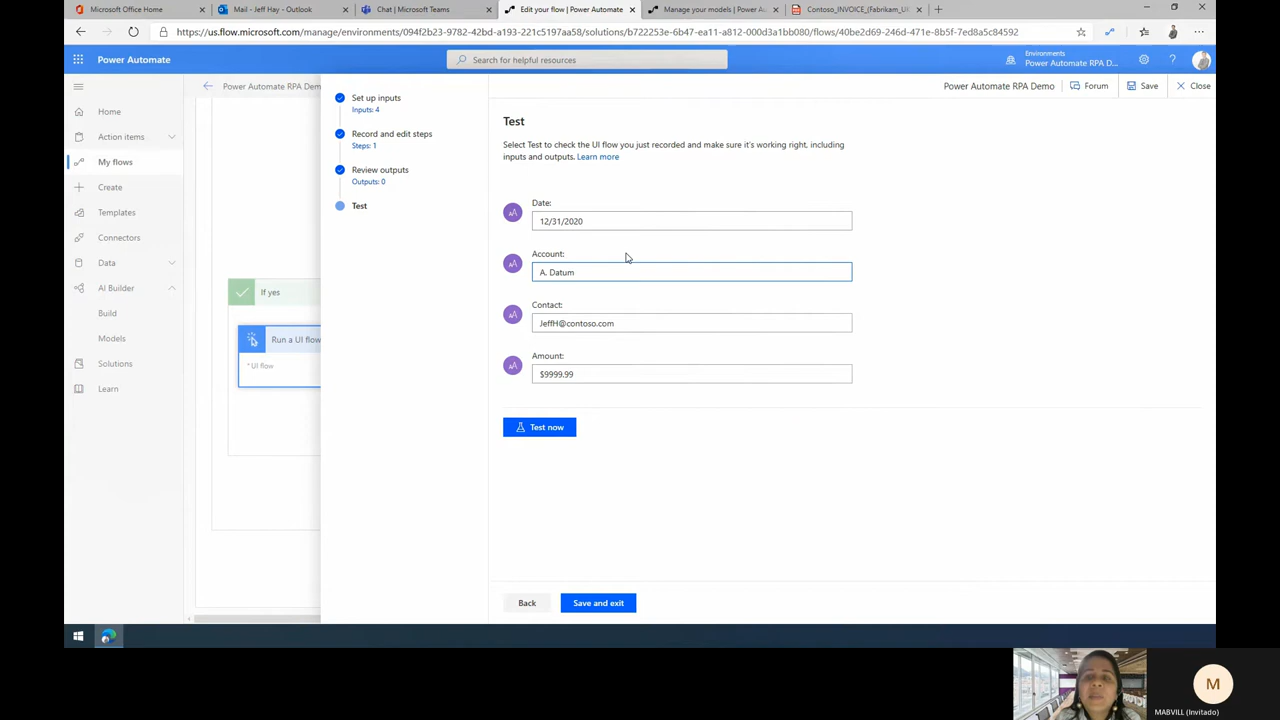 Microsoft Office Home
Mail - Jeff Hay - Outlook
Chat | Microsoft Teams
Edit your flow | Power Automate
Manage your models | Power Au
Contoso_INVOICE_(Fabrikam_U
https://us.flow.microsoft.com/manage/environments/094f2b23-9782-42bd-a193-221c5197aa58/solutions/b722253e-6b47-ea11-a812-000d3a1bb080/flows/40be2d69-246d-471e-8b5f-7ed8a5c84592
Power Automate
Search for helpful resources
Environments
Power Automate RPA D...
?
Power Automate RPA Dem
Power Automate RPA Demo
Forum
Save
Close
Home
Action items
My flows
Create
Templates
Connectors
Data
AI Builder
Build
Models
Solutions
Learn
If yes
Run a UI flow
* UI flow
Set up inputs
Inputs: 4
Record and edit steps
Steps: 1
Review outputs
Outputs: 0
Test
Test
Select Test to check the UI flow you just recorded and make sure it's working right, including
inputs and outputs. Learn more
Date:
12/31/2020
Account:
A. Datum
Contact:
JeffH@contoso.com
Amount:
$9999.99
Test now
Back
Save and exit
M
MABVILL (Invitado)